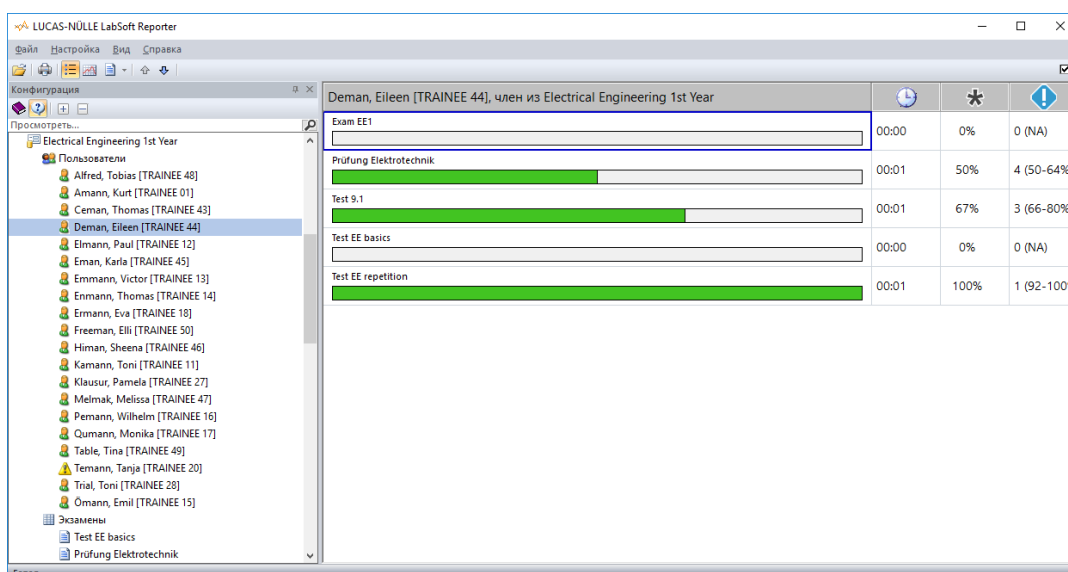 LUCAS-NÜLLE LabSoft Reporter
Файл Настройка Вид Справка
Конфигурация
Просмотреть...
Electrical Engineering 1st Year
Пользователи
Alfred, Tobias [TRAINEE 48]
Amann, Kurt [TRAINEE 01]
Ceman, Thomas [TRAINEE 43]
Deman, Eileen [TRAINEE 44]
Elmann, Paul [TRAINEE 12]
Eman, Karla [TRAINEE 45]
Emmann, Victor [TRAINEE 13]
Enmann, Thomas [TRAINEE 14]
Ermann, Eva [TRAINEE 18]
Freeman, Elli [TRAINEE 50]
Himan, Sheena [TRAINEE 46]
Kamann, Toni [TRAINEE 11]
Klausur, Pamela [TRAINEE 27]
Melmak, Melissa [TRAINEE 47]
Pemann, Wilhelm [TRAINEE 16]
Qumann, Monika [TRAINEE 17]
Table, Tina [TRAINEE 49]
Temann, Tanja [TRAINEE 20]
Trial, Toni [TRAINEE 28]
Ömann, Emil [TRAINEE 15]
Экзамены
Test EE basics
Prüfung Elektrotechnik
Deman, Eileen [TRAINEE 44], член из Electrical Engineering 1st Year
Exam EE1
00:00 0% 0 (NA)
Prüfung Elektrotechnik
00:01 50% 4 (50-64%
Test 9.1
00:01 67% 3 (66-80%
Test EE basics
00:00 0% 0 (NA)
Test EE repetition
00:01 100% 1 (92-100